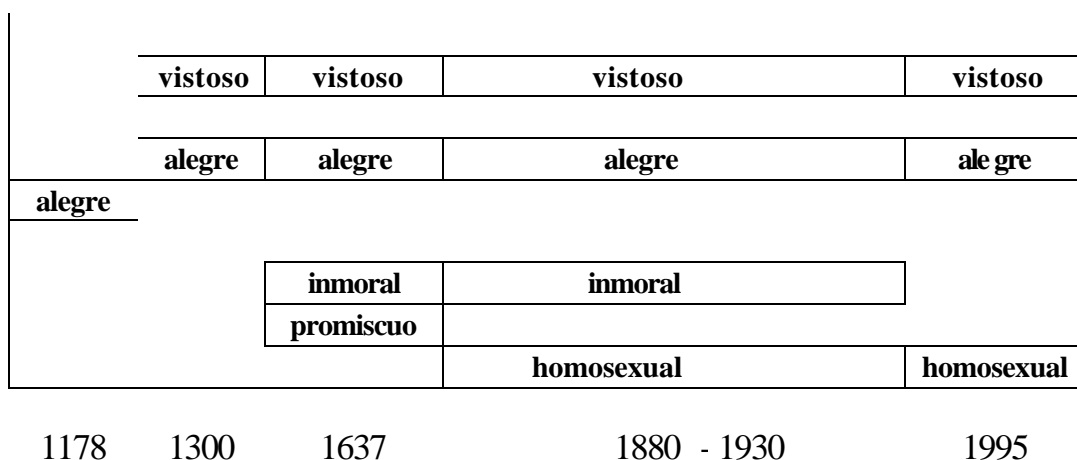 vistoso vistoso vistoso vistoso
alegre alegre alegre ale gre
alegre
inmoral inmoral
promiscuo
homosexual homosexual
1178 1300 1637 1880 - 1930 1995